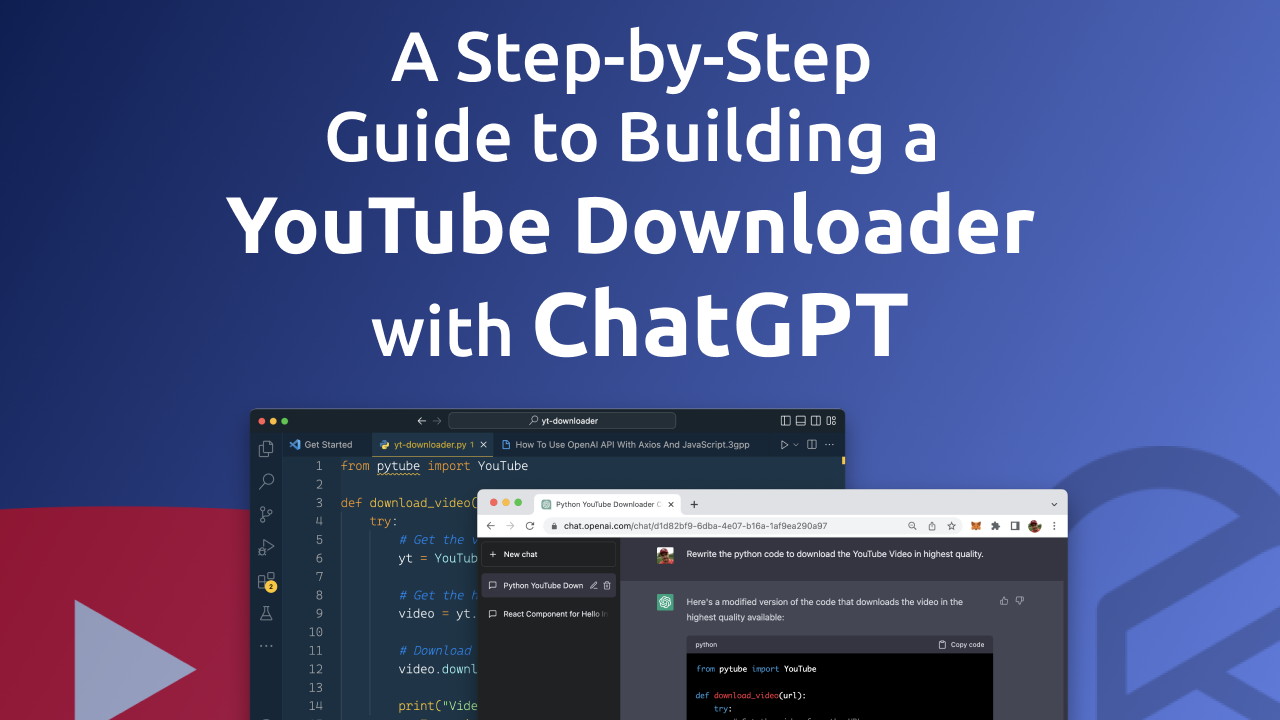 A Step-by-Step
Guide to Building a
YouTube Downloader
with ChatGPT
yt-downloader
Get Started
yt-downloader.py 1
How To Use OpenAI API With Axios And JavaScript.3gpp
1 from pytube import YouTube
2
3 def download_video(
4 try:
5 # Get the v
6 yt = YouTub
7
8 # Get the h
9 video = yt.
10
11 # Download
12 video.downl
13
14 print("Vide
2
Python YouTube Downloader C
chat.openai.com/chat/d1d82bf9-6dba-4e07-b16a-1af9ea290a97
New chat
Python YouTube Down
React Component for Hello
Rewrite the python code to download the YouTube Video in highest quality.
Here's a modified version of the code that downloads the video in the
highest quality available:
python
Copy code
from pytube import YouTube
def download_video(url):
try: